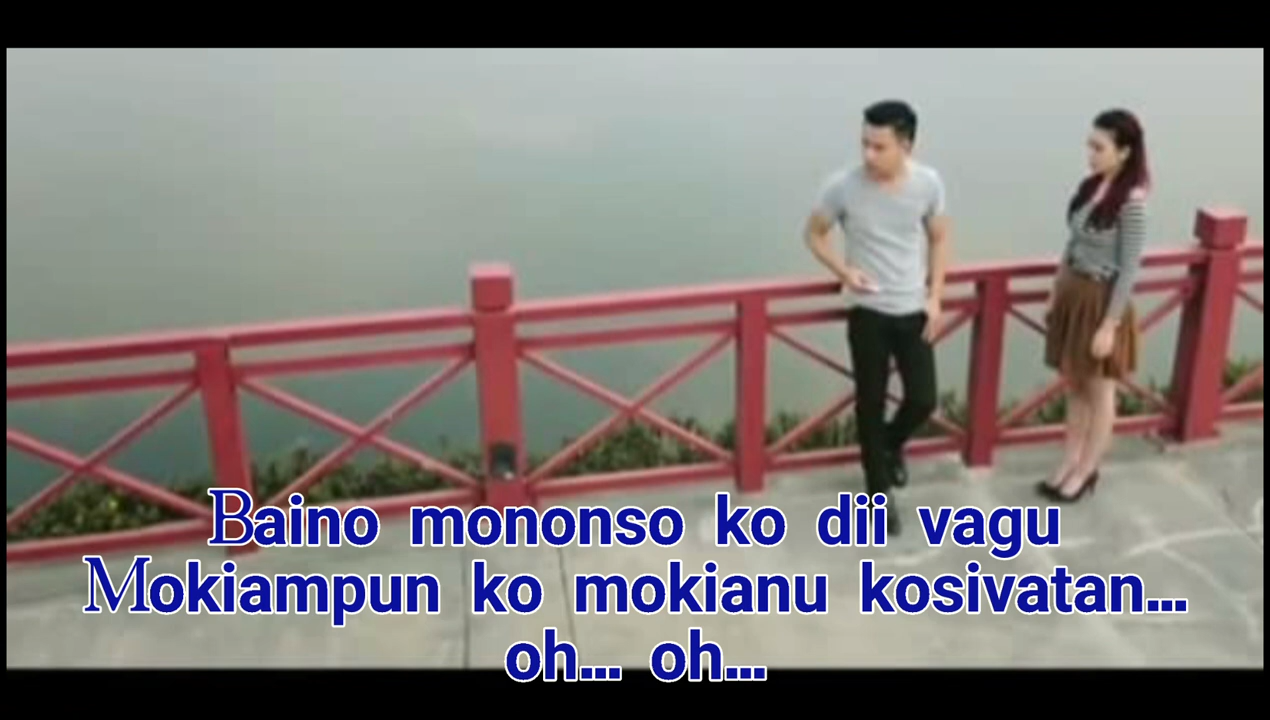 Baino mononso ko dii vagu
Mokiampun ko mokianu kosivatan...
oh... oh...